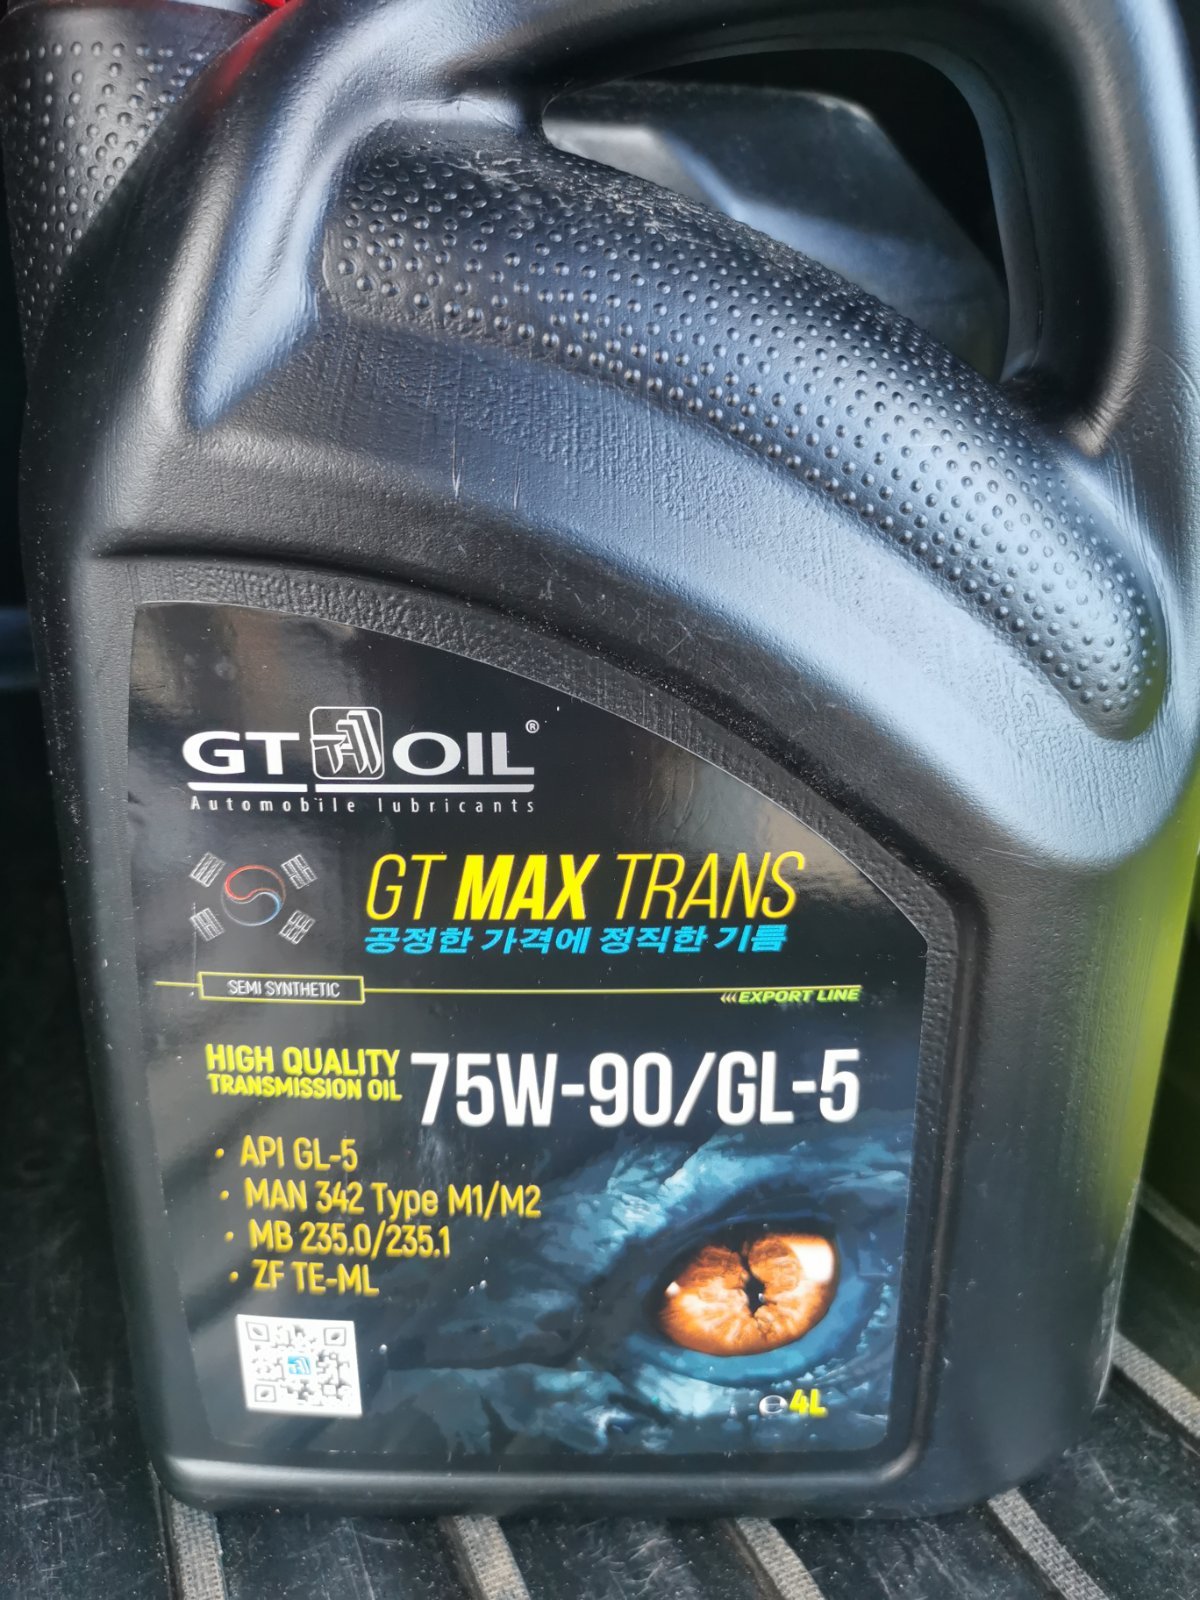 GT OIL®
Automobile lubricants
GT MAX TRANS
공정한 가격에 정직한 기름
SEMI SYNTHETIC
EXPORT LINE
HIGH QUALITY
TRANSMISSION OIL
75W-90/GL-5
• API GL-5
• MAN 342 Type M1/M2
• MB 235.0/235.1
• ZF TE-ML
℮ 4L